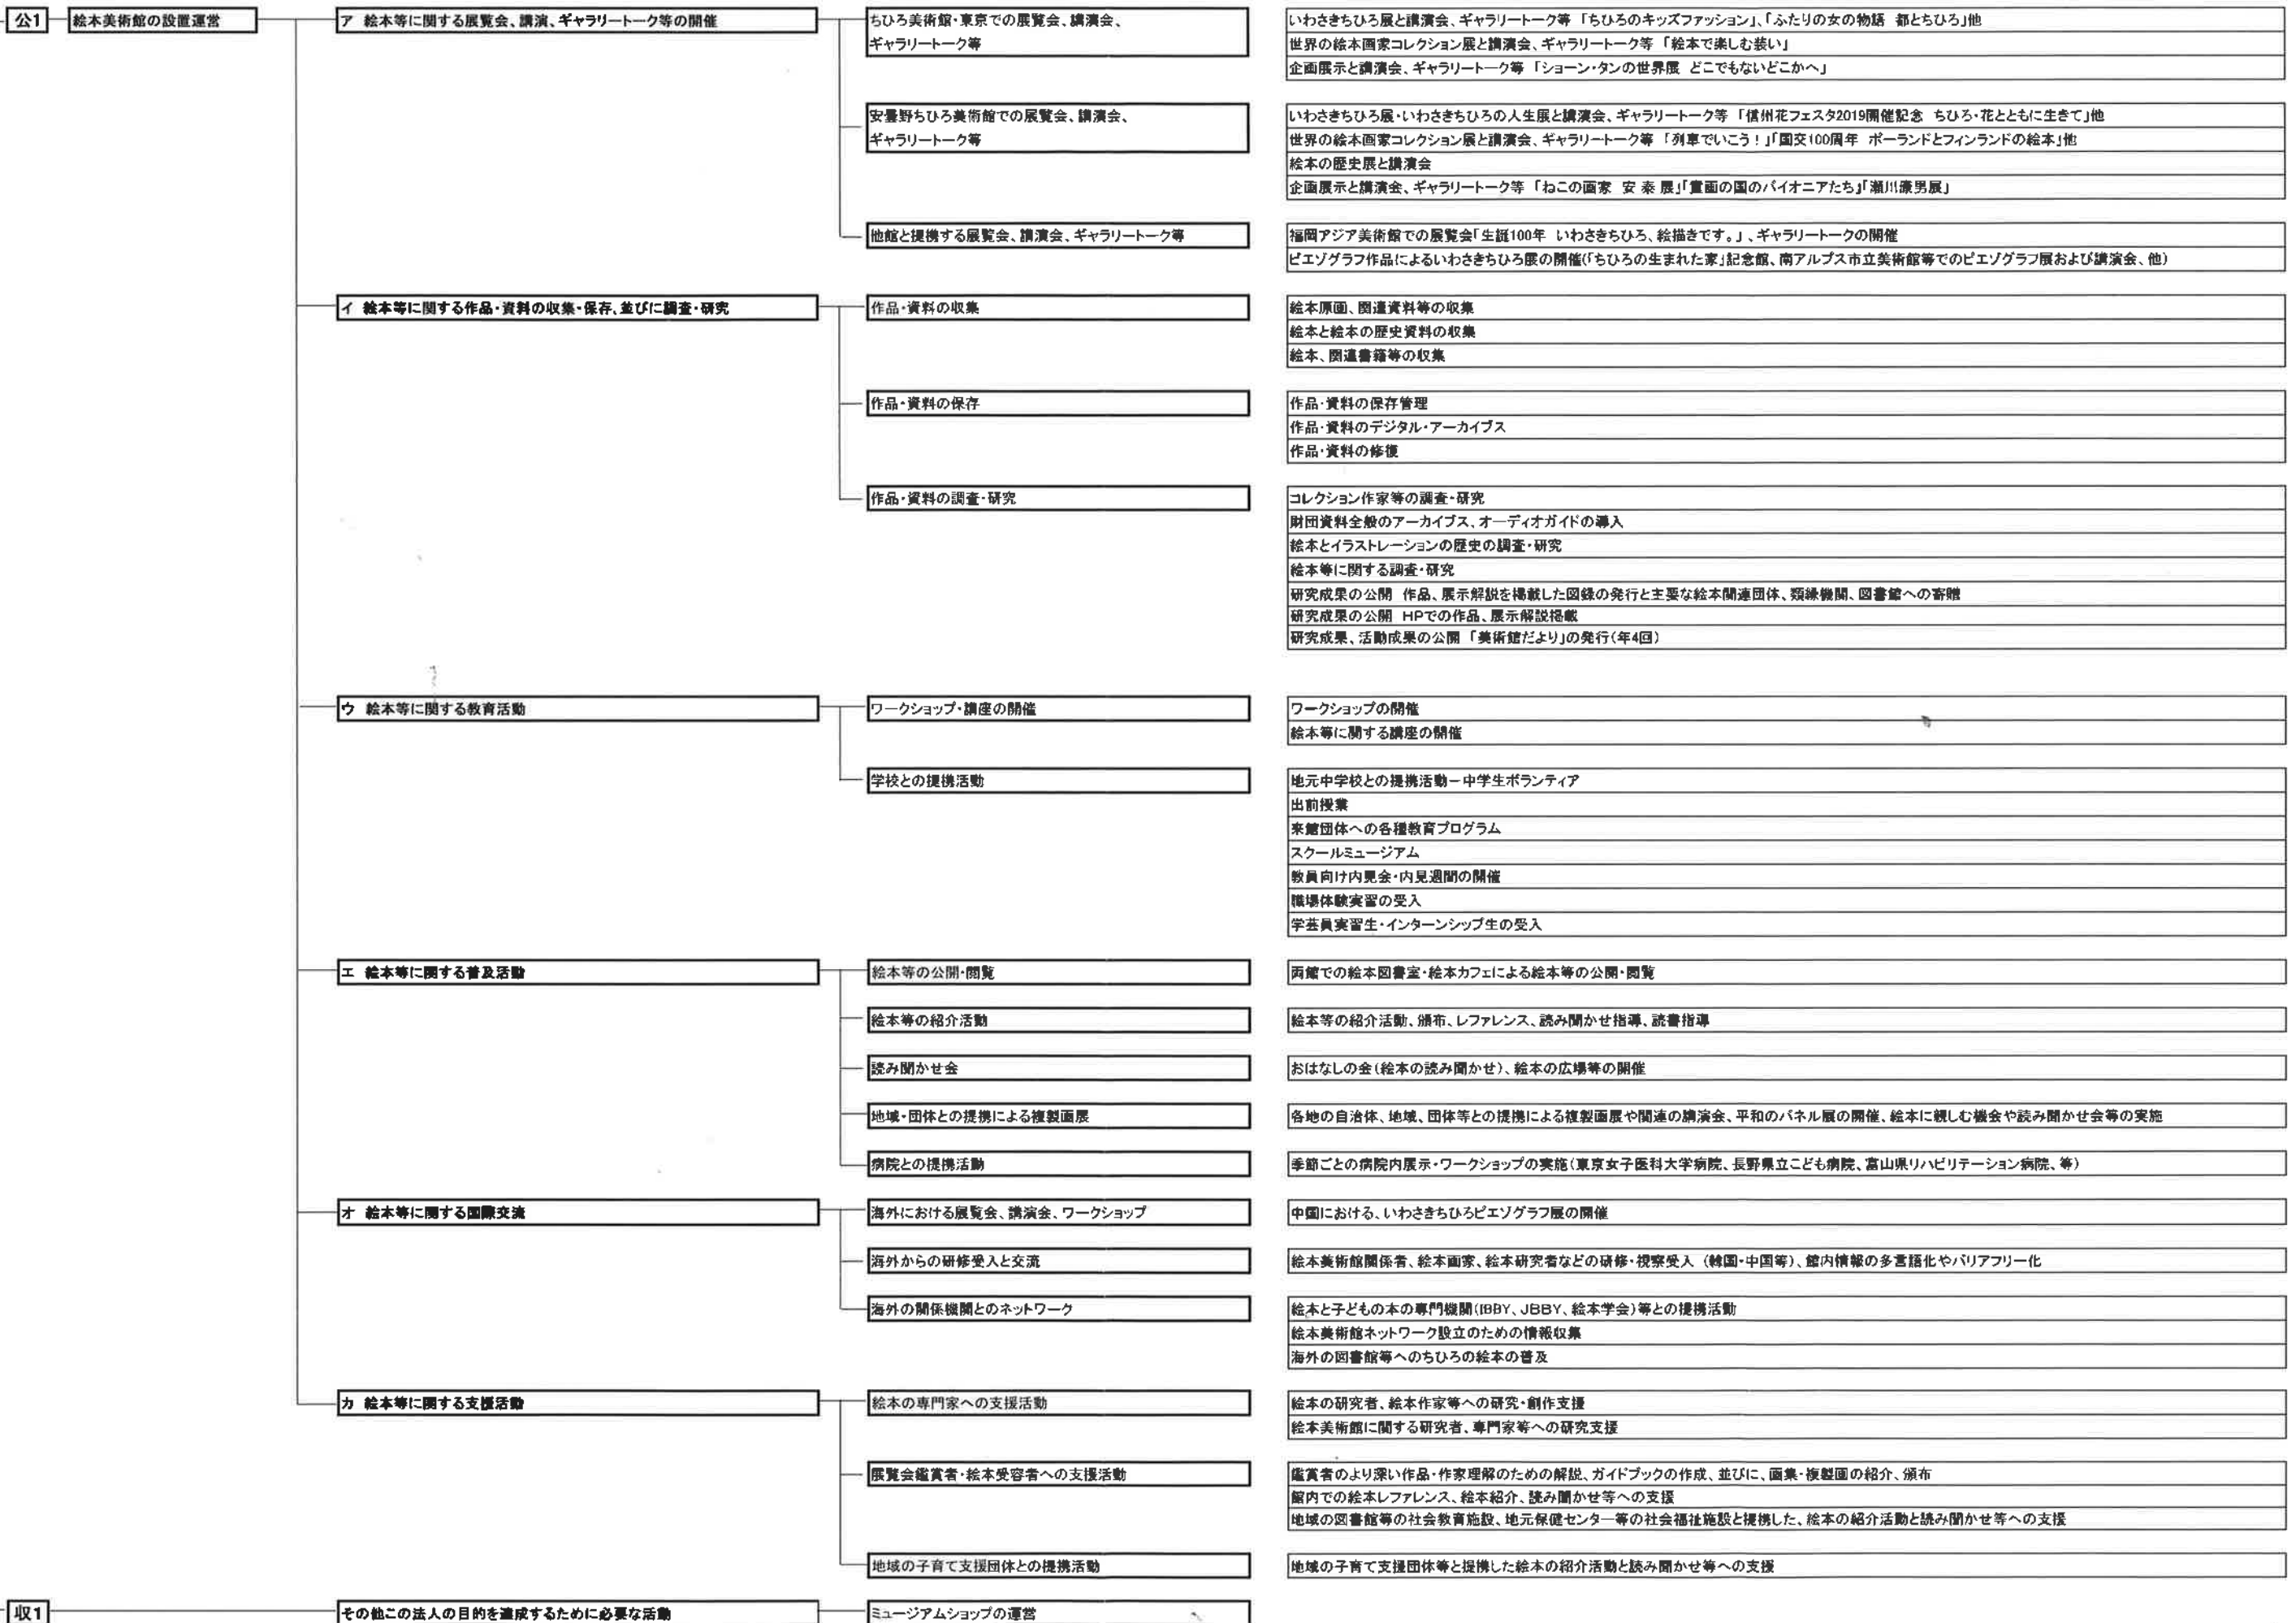 公1
絵本美術館の設置運営
ア 絵本等に関する展覧会、講演、ギャラリートーク等の開催
ちひろ美術館・東京での展覧会、講演会、
ギャラリートーク等
いわさきちひろ展と講演会、ギャラリートーク等 「ちひろのキッズファッション」、「ふたりの女の物語 都とちひろ」他
世界の絵本画家コレクション展と講演会、ギャラリートーク等 「絵本で楽しむ装い」
企画展示と講演会、ギャラリートーク等 「ショーン・タンの世界展 どこでもないどこかへ」
安曇野ちひろ美術館での展覧会、講演会、
ギャラリートーク等
いわさきちひろ展・いわさきちひろの人生展と講演会、ギャラリートーク等 「信州花フェスタ2019開催記念 ちひろ・花とともに生きて」他
世界の絵本画家コレクション展と講演会、ギャラリートーク等 「列車でいこう！」「国交100周年 ポーランドとフィンランドの絵本」他
絵本の歴史展と講演会
企画展示と講演会、ギャラリートーク等 「ねこの画家 安 泰 展」「童画の国のパイオニアたち」「瀬川康男展」
他館と提携する展覧会、講演会、ギャラリートーク等
福岡アジア美術館での展覧会「生誕100年 いわさきちひろ、絵描きです。」、ギャラリートークの開催
ピエゾグラフ作品によるいわさきちひろ展の開催(「ちひろの生まれた家」記念館、南アルプス市立美術館等でのピエゾグラフ展および講演会、他)
イ 絵本等に関する作品・資料の収集・保存、並びに調査・研究
作品・資料の収集
絵本原画、関連資料等の収集
絵本と絵本の歴史資料の収集
絵本、関連書籍等の収集
作品・資料の保存
作品・資料の保存管理
作品・資料のデジタル・アーカイブス
作品・資料の修復
作品・資料の調査・研究
コレクション作家等の調査・研究
財団資料全般のアーカイブス、オーディオガイドの導入
絵本とイラストレーションの歴史の調査・研究
絵本等に関する調査・研究
研究成果の公開 作品、展示解説を掲載した図録の発行と主要な絵本関連団体、類縁機関、図書館への寄贈
研究成果の公開 HPでの作品、展示解説掲載
研究成果、活動成果の公開 「美術館だより」の発行(年4回)
ウ 絵本等に関する教育活動
ワークショップ・講座の開催
ワークショップの開催
絵本等に関する講座の開催
学校との提携活動
地元中学校との提携活動－中学生ボランティア
出前授業
来館団体への各種教育プログラム
スクールミュージアム
教員向け内見会・内見週間の開催
職場体験実習の受入
学芸員実習生・インターンシップ生の受入
エ 絵本等に関する普及活動
絵本等の公開・閲覧
両館での絵本図書室・絵本カフェによる絵本等の公開・閲覧
絵本等の紹介活動
絵本等の紹介活動、頒布、レファレンス、読み聞かせ指導、読書指導
読み聞かせ会
おはなしの会(絵本の読み聞かせ)、絵本の広場等の開催
地域・団体との提携による複製画展
各地の自治体、地域、団体等との提携による複製画展や関連の講演会、平和のパネル展の開催、絵本に親しむ機会や読み聞かせ会等の実施
病院との提携活動
季節ごとの病院内展示・ワークショップの実施(東京女子医科大学病院、長野県立こども病院、富山県リハビリテーション病院、等)
オ 絵本等に関する国際交流
海外における展覧会、講演会、ワークショップ
中国における、いわさきちひろピエゾグラフ展の開催
海外からの研修受入と交流
絵本美術館関係者、絵本画家、絵本研究者などの研修・視察受入 (韓国・中国等)、館内情報の多言語化やバリアフリー化
海外の関係機関とのネットワーク
絵本と子どもの本の専門機関(IBBY、JBBY、絵本学会)等との提携活動
絵本美術館ネットワーク設立のための情報収集
海外の図書館等へのちひろの絵本の普及
カ 絵本等に関する支援活動
絵本の専門家への支援活動
絵本の研究者、絵本作家等への研究・創作支援
絵本美術館に関する研究者、専門家等への研究支援
展覧会鑑賞者・絵本受容者への支援活動
鑑賞者のより深い作品・作家理解のための解説、ガイドブックの作成、並びに、画集・複製画の紹介、頒布
館内での絵本レファレンス、絵本紹介、読み聞かせ等への支援
地域の図書館等の社会教育施設、地元保健センター等の社会福祉施設と提携した、絵本の紹介活動と読み聞かせ等への支援
地域の子育て支援団体との提携活動
地域の子育て支援団体等と提携した絵本の紹介活動と読み聞かせ等への支援
収1
その他この法人の目的を達成するために必要な活動
ミュージアムショップの運営